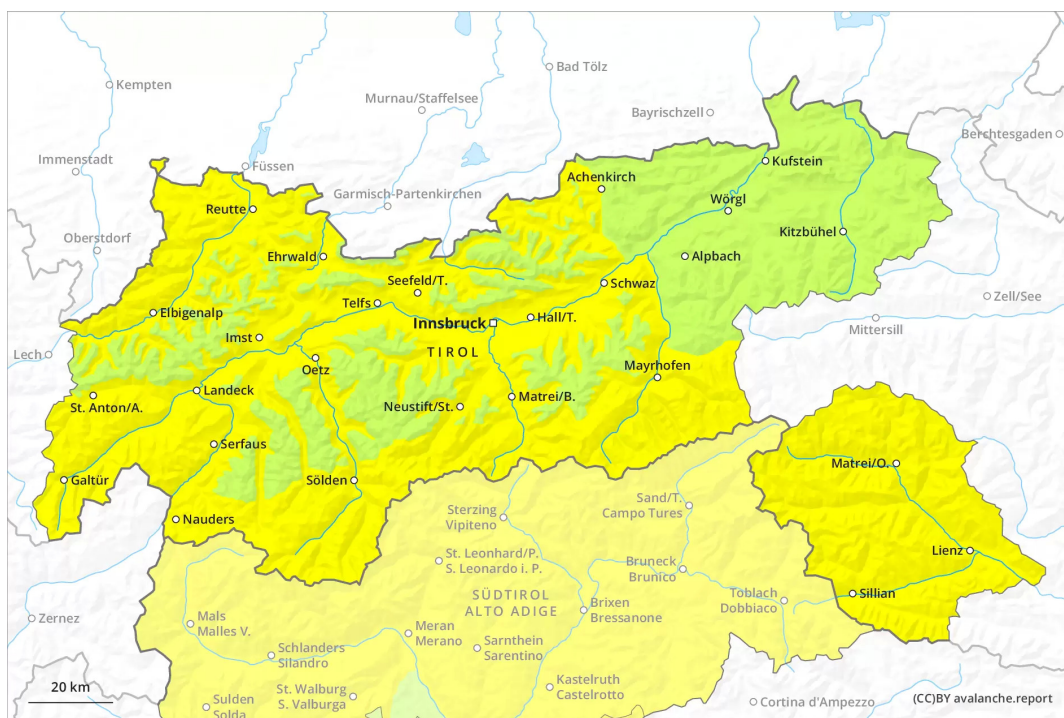 Kempten
Bad Tölz
Murnau/Staffelsee
Bayrischzell
Berchtesgaden
Immenstadt
Füssen
Kufstein
Achenkirch
Garmisch-Partenkirchen
Wörgl
Reutte
Kitzbühel
Oberstdorf
Ehrwald
Alpbach
Seefeld/T.
Schwaz
Zell/See
Telfs
Elbigenalp
Innsbruck
Hall/T.
Mittersill
Imst
TIROL
Lech
Oetz
Mayrhofen
Landeck
St. Anton/A.
Neustift/St.
Matrei/B.
Serfaus
Matrei/O.
Galtür
Sölden
Sand/T.
Campo Tures
Sterzing
Vipiteno
Nauders
Lienz
St. Leonhard/P.
S. Leonardo i. P.
Bruneck
Brunico
SÜDTIROL
ALTO ADIGE
Sillian
Toblach
Dobbiaco
Brixen
Bressanone
Zernez
Mals
Malles V.
Meran
Merano
Sarnthein
Sarentino
Schlanders
Silandro
Kastelruth
Castelrotto
20 km
St. Walburg
S. Valburga
Sulden
Solda
Cortina d'Ampezzo
(CC)BY avalanche.report